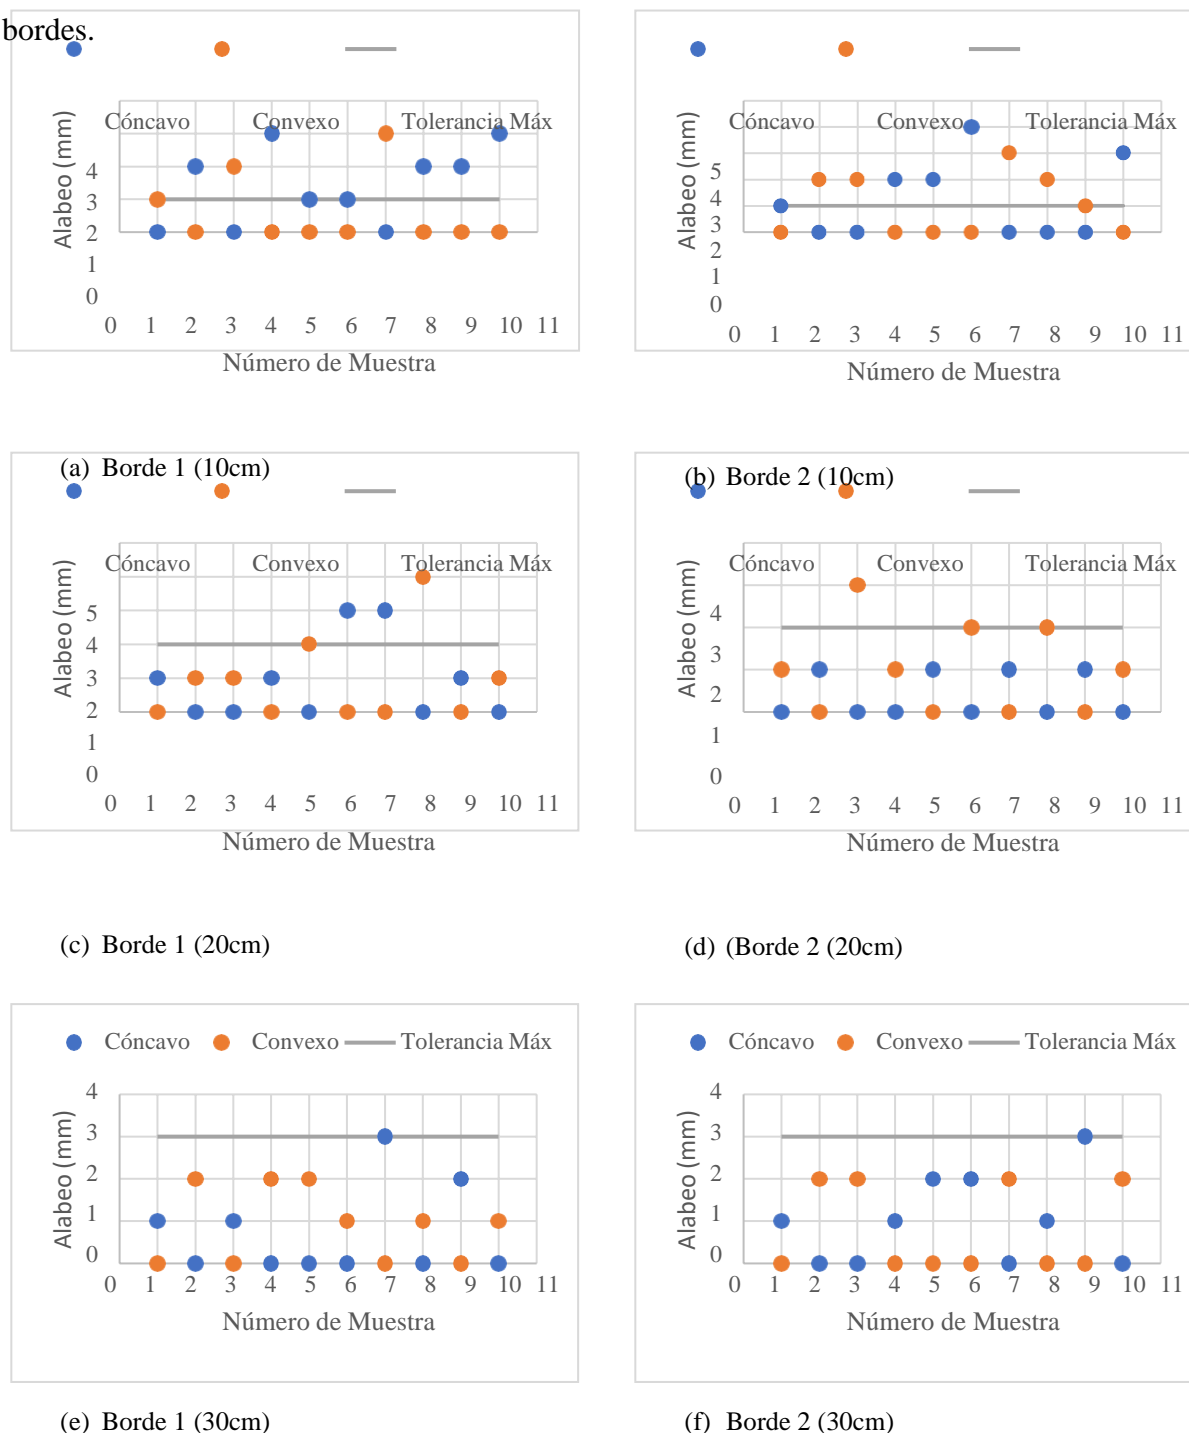 bordes.
Cóncavo Convexo Tolerancia Máx
Alabeo (mm)
4
3
2
1
0
0 1 2 3 4 5 6 7 8 9 10 11
Número de Muestra
(a) Borde 1 (10cm)
Cóncavo Convexo Tolerancia Máx
Alabeo (mm)
5
4
3
2
1
0
0 1 2 3 4 5 6 7 8 9 10 11
Número de Muestra
(b) Borde 2 (10cm)
Cóncavo Convexo Tolerancia Máx
Alabeo (mm)
5
4
3
2
1
0
0 1 2 3 4 5 6 7 8 9 10 11
Número de Muestra
(c) Borde 1 (20cm)
Cóncavo Convexo Tolerancia Máx
Alabeo (mm)
4
3
2
1
0
0 1 2 3 4 5 6 7 8 9 10 11
Número de Muestra
(d) (Borde 2 (20cm)
Cóncavo Convexo Tolerancia Máx
Alabeo (mm)
4
3
2
1
0
0 1 2 3 4 5 6 7 8 9 10 11
Número de Muestra
(e) Borde 1 (30cm)
Cóncavo Convexo Tolerancia Máx
Alabeo (mm)
4
3
2
1
0
0 1 2 3 4 5 6 7 8 9 10 11
Número de Muestra
(f) Borde 2 (30cm)